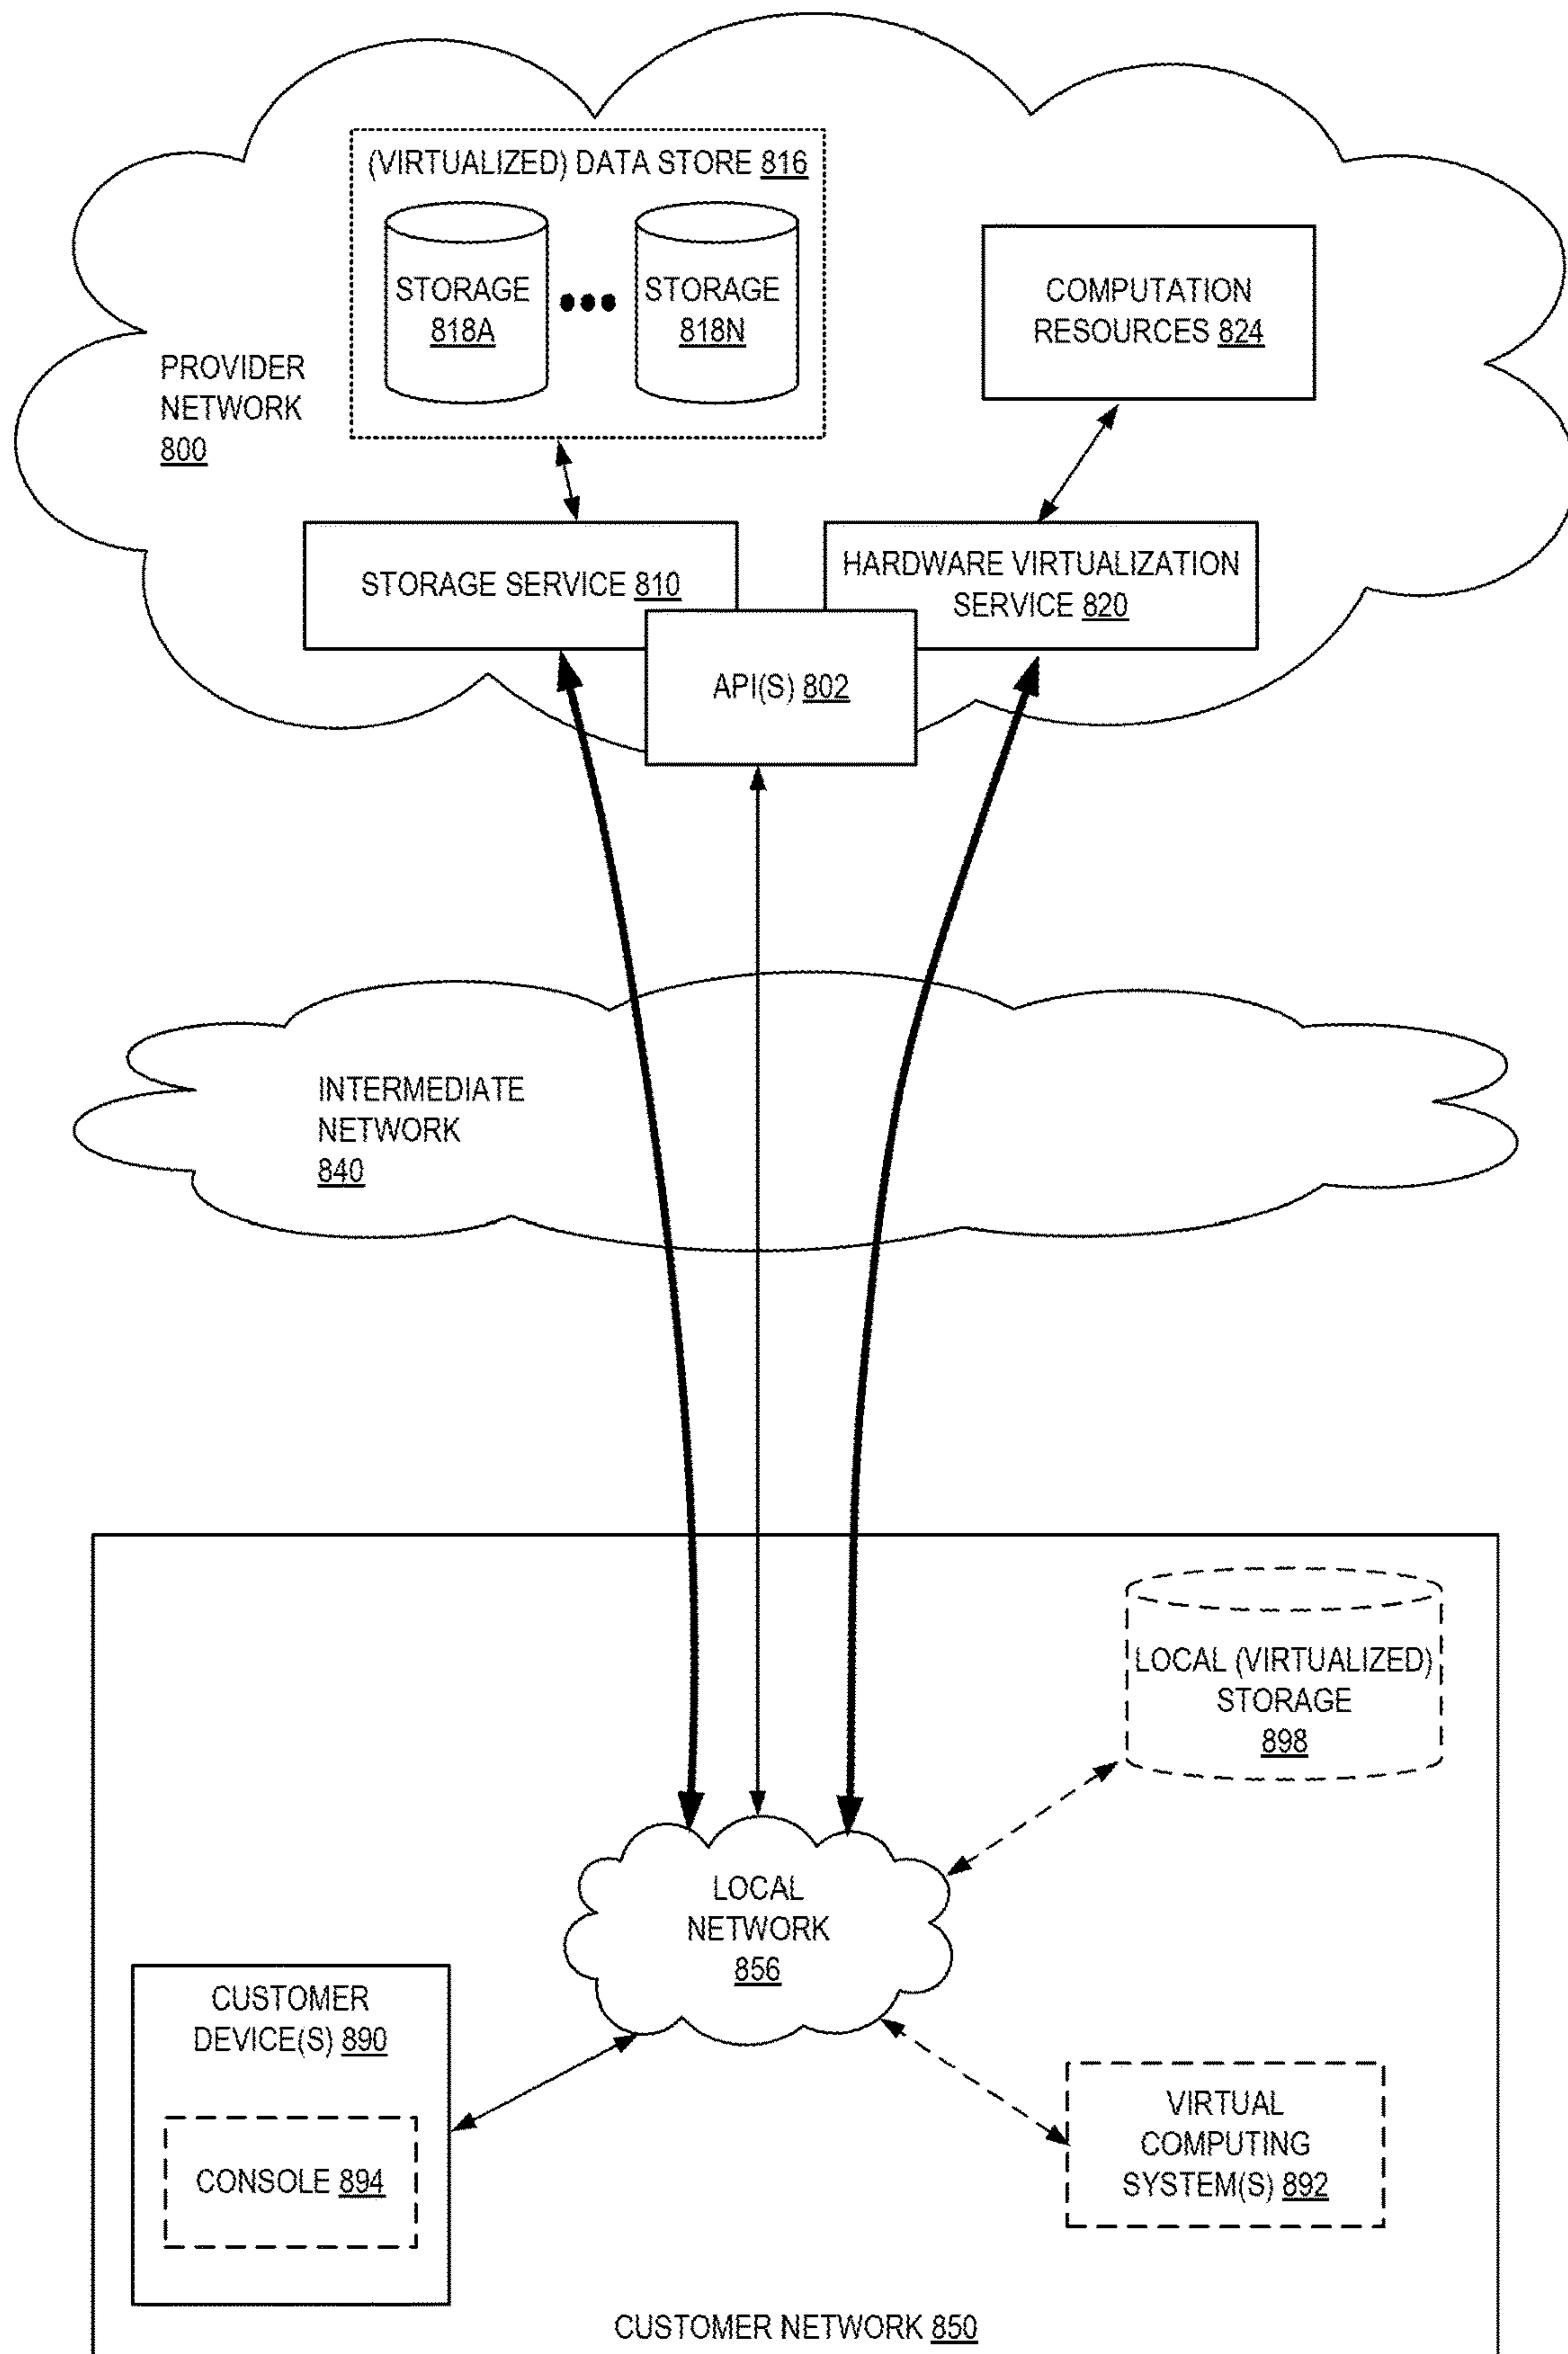 (VIRTUALIZED) DATA STORE 816
STORAGE
818A
STORAGE
818N
COMPUTATION
RESOURCES 824
PROVIDER
NETWORK
800
STORAGE SERVICE 810
HARDWARE VIRTUALIZATION
SERVICE 820
API(S) 802
INTERMEDIATE
NETWORK
840
LOCAL (VIRTUALIZED)
STORAGE
898
LOCAL
NETWORK
856
CUSTOMER
DEVICE(S) 890
CONSOLE 894
VIRTUAL
COMPUTING
SYSTEM(S) 892
CUSTOMER NETWORK 850